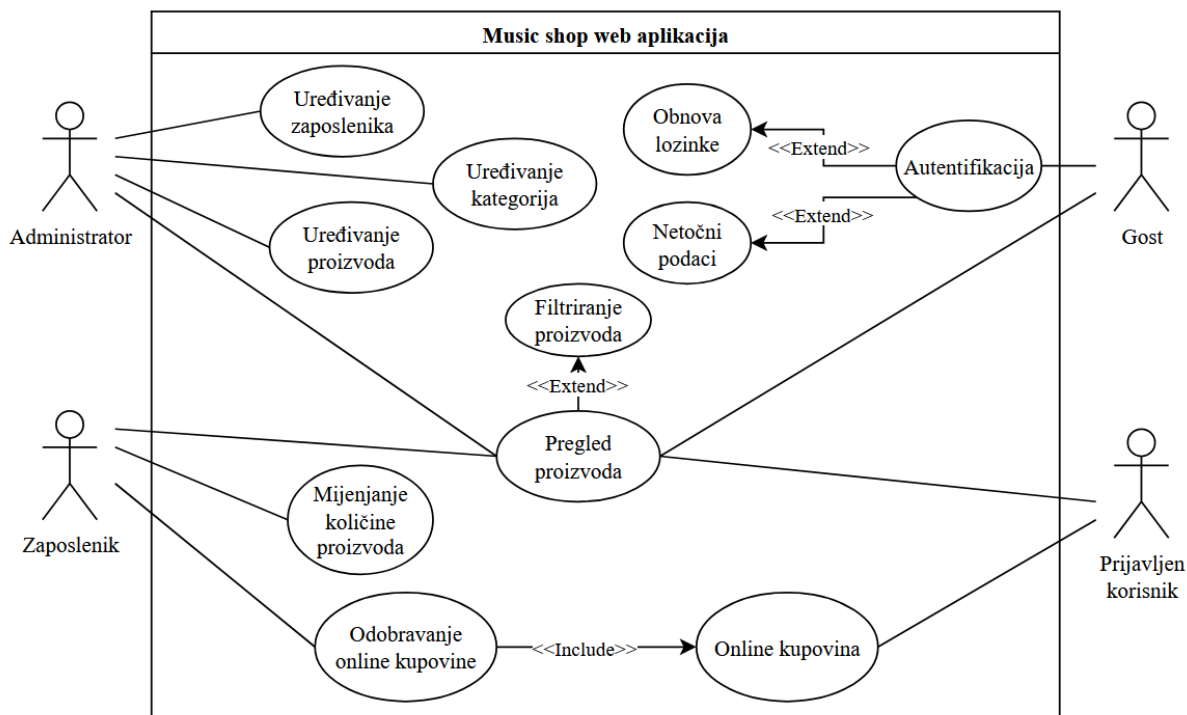 Music shop web aplikacija
Uređivanje
zaposlenika
Obnova
lozinke
<<Extend>>
Autentifikacija
Uređivanje
kategorija
Administrator
Uređivanje
proizvoda
<<Extend>>
Netočni
podaci
Gost
Filtriranje
proizvoda
<<Extend>>
Pregled
proizvoda
Mijenjanje
količine
proizvoda
Zaposlenik
Prijavljen
korisnik
Odobravanje
online kupovine
<<Include>>
Online kupovina